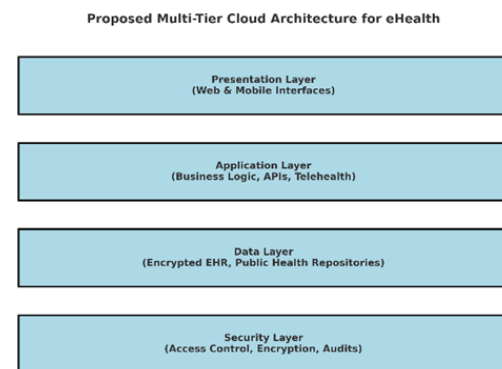 Proposed Multi-Tier Cloud Architecture for eHealth
Presentation Layer
(Web & Mobile Interfaces)
Application Layer
(Business Logic, APIs, Telehealth)
Data Layer
(Encrypted EHR, Public Health Repositories)
Security Layer
(Access Control, Encryption, Audits)